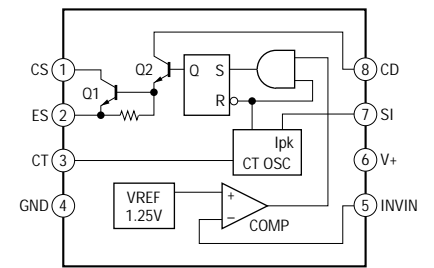 CS 1
Q2
Q S
8 CD
Q1
R
ES 2
7 SI
Ipk
CT 3
CT OSC
6 V+
VREF
1.25V
+
GND 4
–
5 INVIN
COMP